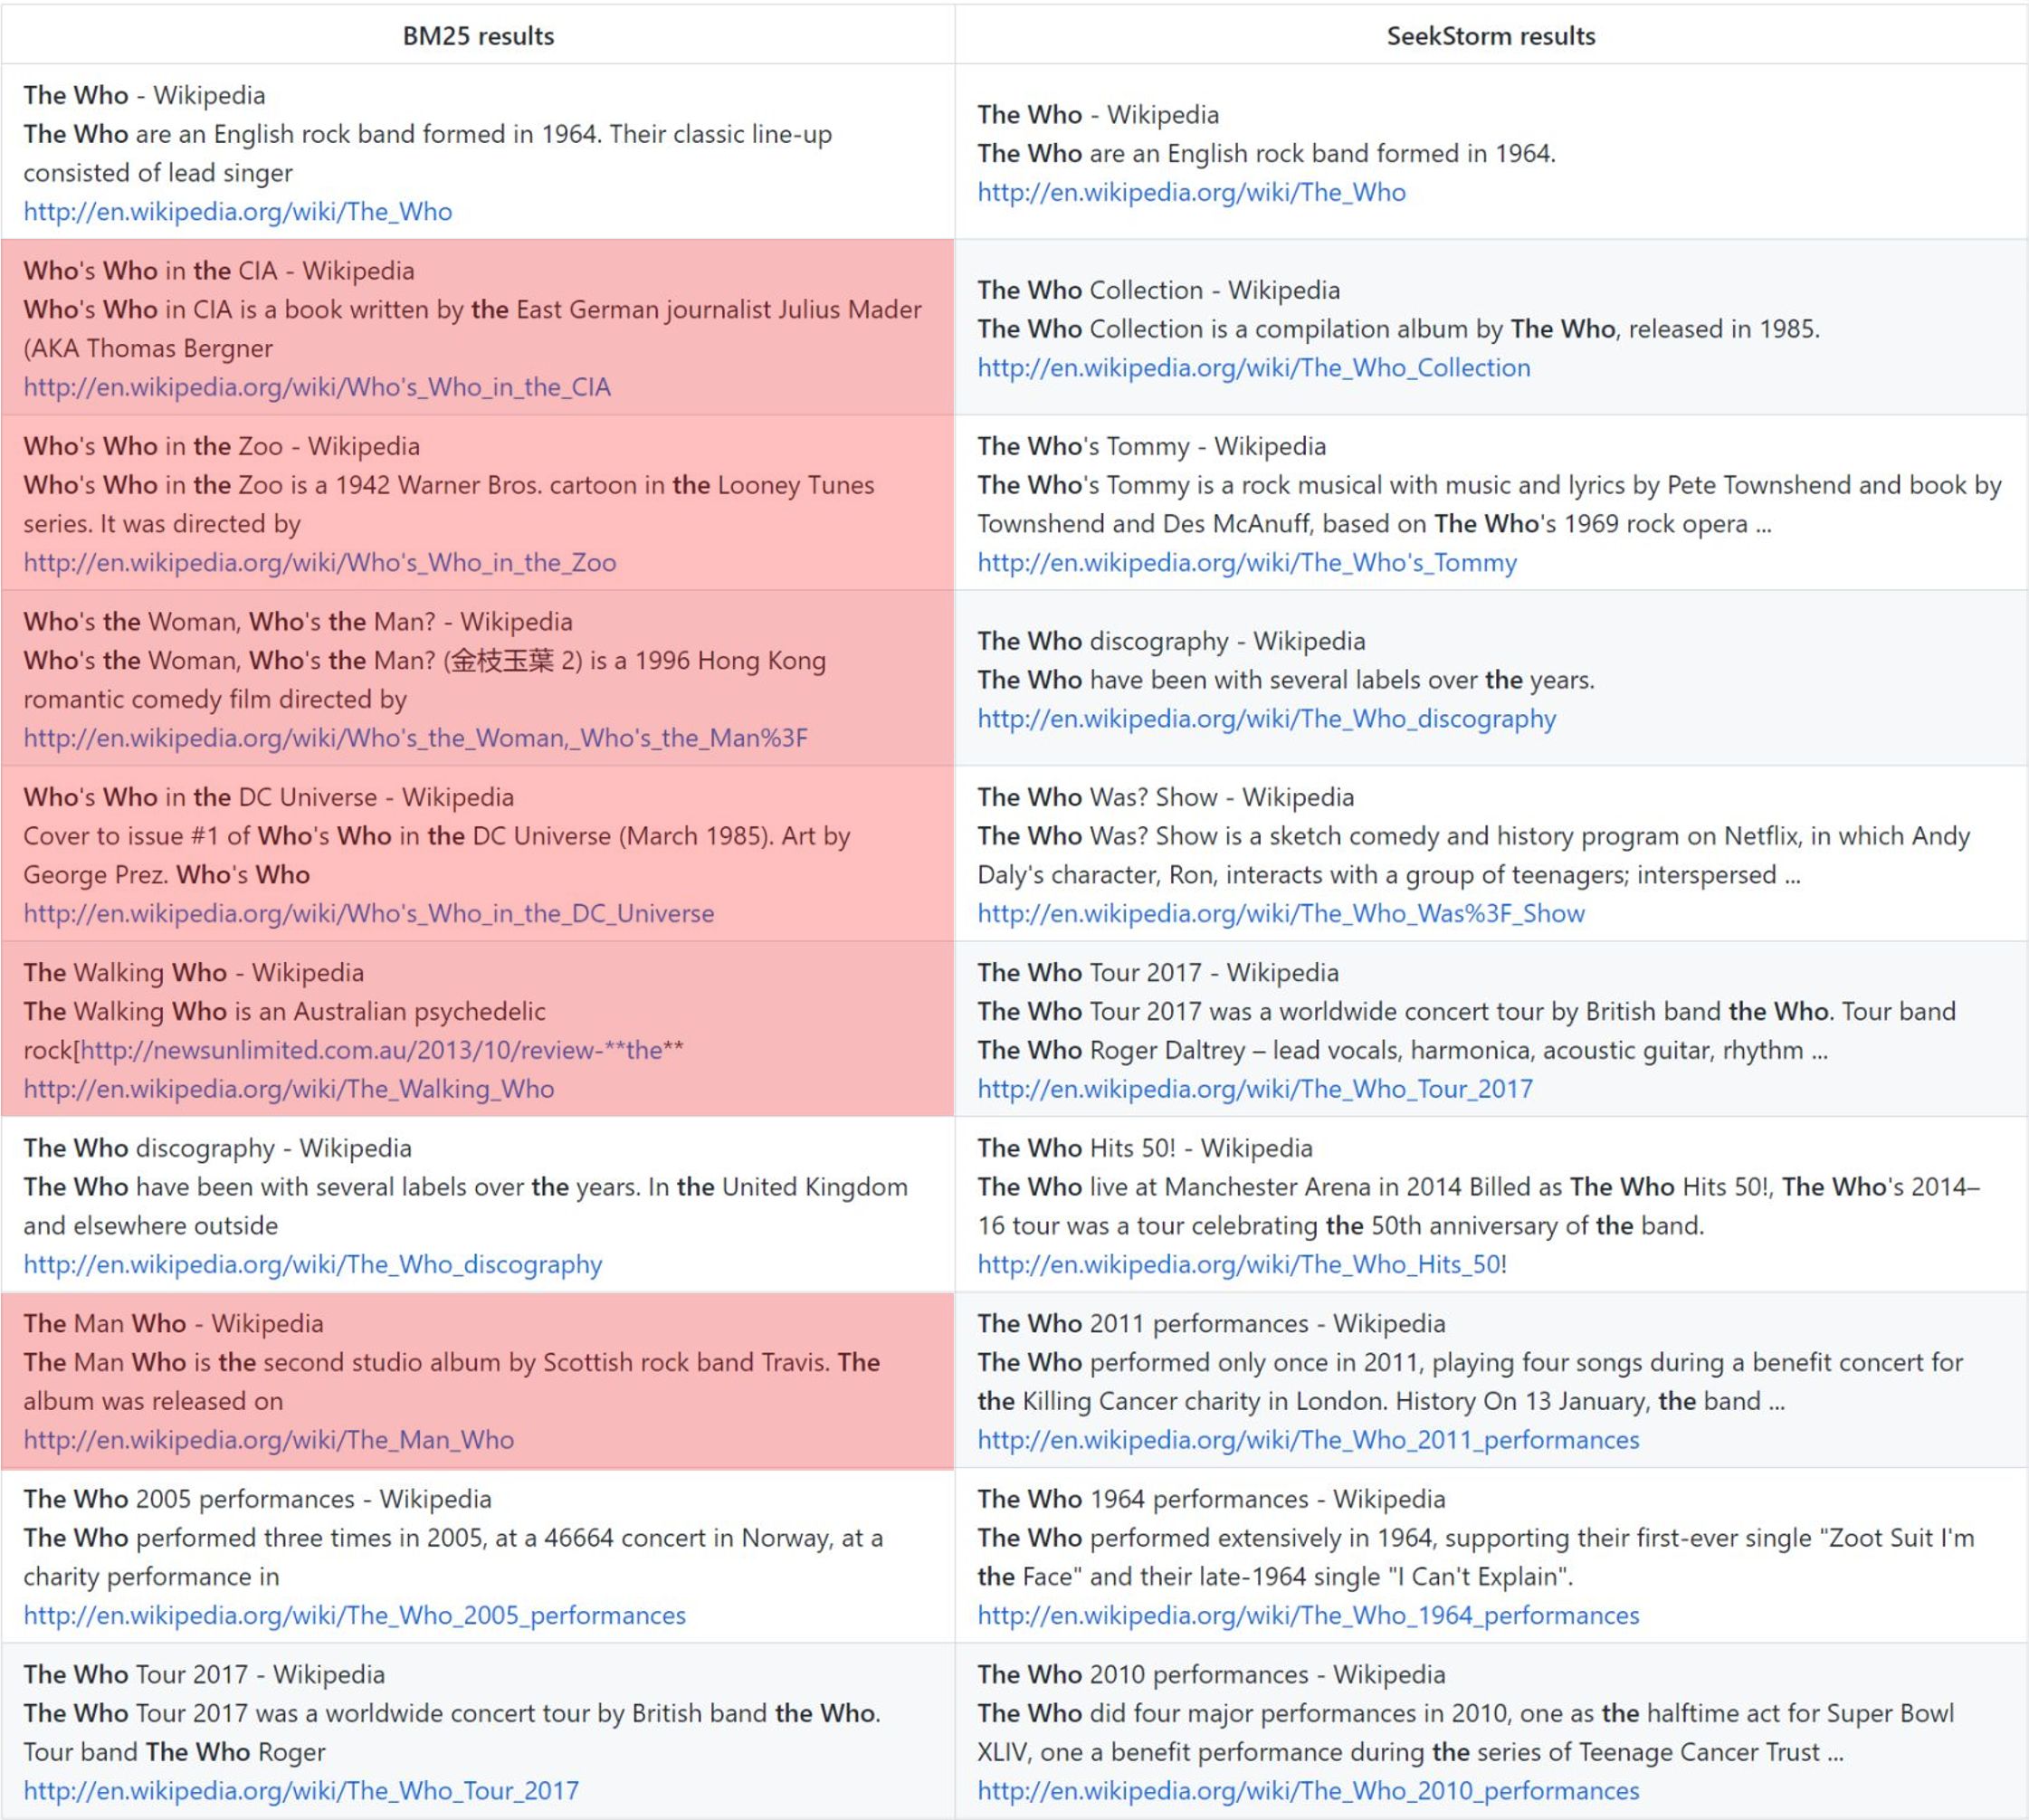 BM25 results
SeekStorm results
The Who - Wikipedia
The Who are an English rock band formed in 1964. Their classic line-up
consisted of lead singer
http://en.wikipedia.org/wiki/The_Who
The Who - Wikipedia
The Who are an English rock band formed in 1964.
http://en.wikipedia.org/wiki/The_Who
Who's Who in the CIA - Wikipedia
Who's Who in CIA is a book written by the East German journalist Julius Mader
(AKA Thomas Bergner
http://en.wikipedia.org/wiki/Who's_Who_in_the_CIA
The Who Collection - Wikipedia
The Who Collection is a compilation album by The Who, released in 1985.
http://en.wikipedia.org/wiki/The_Who_Collection
Who's Who in the Zoo - Wikipedia
Who's Who in the Zoo is a 1942 Warner Bros. cartoon in the Looney Tunes
series. It was directed by
http://en.wikipedia.org/wiki/Who's_Who_in_the_Zoo
The Who's Tommy - Wikipedia
The Who's Tommy is a rock musical with music and lyrics by Pete Townshend and book by
Townshend and Des McAnuff, based on The Who's 1969 rock opera ...
http://en.wikipedia.org/wiki/The_Who's_Tommy
Who's the Woman, Who's the Man? - Wikipedia
Who's the Woman, Who's the Man? (金枝玉葉 2) is a 1996 Hong Kong
romantic comedy film directed by
http://en.wikipedia.org/wiki/Who's_the_Woman,_Who's_the_Man%3F
The Who discography - Wikipedia
The Who have been with several labels over the years.
http://en.wikipedia.org/wiki/The_Who_discography
Who's Who in the DC Universe - Wikipedia
Cover to issue #1 of Who's Who in the DC Universe (March 1985). Art by
George Prez. Who's Who
http://en.wikipedia.org/wiki/Who's_Who_in_the_DC_Universe
The Who Was? Show - Wikipedia
The Who Was? Show is a sketch comedy and history program on Netflix, in which Andy
Daly's character, Ron, interacts with a group of teenagers; interspersed ...
http://en.wikipedia.org/wiki/The_Who_Was%3F_Show
The Walking Who - Wikipedia
The Walking Who is an Australian psychedelic
rock[http://newsunlimited.com.au/2013/10/review-**the**
http://en.wikipedia.org/wiki/The_Walking_Who
The Who Tour 2017 - Wikipedia
The Who Tour 2017 was a worldwide concert tour by British band the Who. Tour band
The Who Roger Daltrey – lead vocals, harmonica, acoustic guitar, rhythm ...
http://en.wikipedia.org/wiki/The_Who_Tour_2017
The Who discography - Wikipedia
The Who have been with several labels over the years. In the United Kingdom
and elsewhere outside
http://en.wikipedia.org/wiki/The_Who_discography
The Who Hits 50! - Wikipedia
The Who live at Manchester Arena in 2014 Billed as The Who Hits 50!, The Who's 2014–
16 tour was a tour celebrating the 50th anniversary of the band.
http://en.wikipedia.org/wiki/The_Who_Hits_50!
The Man Who - Wikipedia
The Man Who is the second studio album by Scottish rock band Travis. The
album was released on
http://en.wikipedia.org/wiki/The_Man_Who
The Who 2011 performances - Wikipedia
The Who performed only once in 2011, playing four songs during a benefit concert for
the Killing Cancer charity in London. History On 13 January, the band ...
http://en.wikipedia.org/wiki/The_Who_2011_performances
The Who 2005 performances - Wikipedia
The Who performed three times in 2005, at a 46664 concert in Norway, at a
charity performance in
http://en.wikipedia.org/wiki/The_Who_2005_performances
The Who 1964 performances - Wikipedia
The Who performed extensively in 1964, supporting their first-ever single "Zoot Suit I'm
the Face" and their late-1964 single "I Can't Explain".
http://en.wikipedia.org/wiki/The_Who_1964_performances
The Who Tour 2017 - Wikipedia
The Who Tour 2017 was a worldwide concert tour by British band the Who.
Tour band The Who Roger
http://en.wikipedia.org/wiki/The_Who_Tour_2017
The Who 2010 performances - Wikipedia
The Who did four major performances in 2010, one as the halftime act for Super Bowl
XLIV, one a benefit performance during the series of Teenage Cancer Trust ...
http://en.wikipedia.org/wiki/The_Who_2010_performances